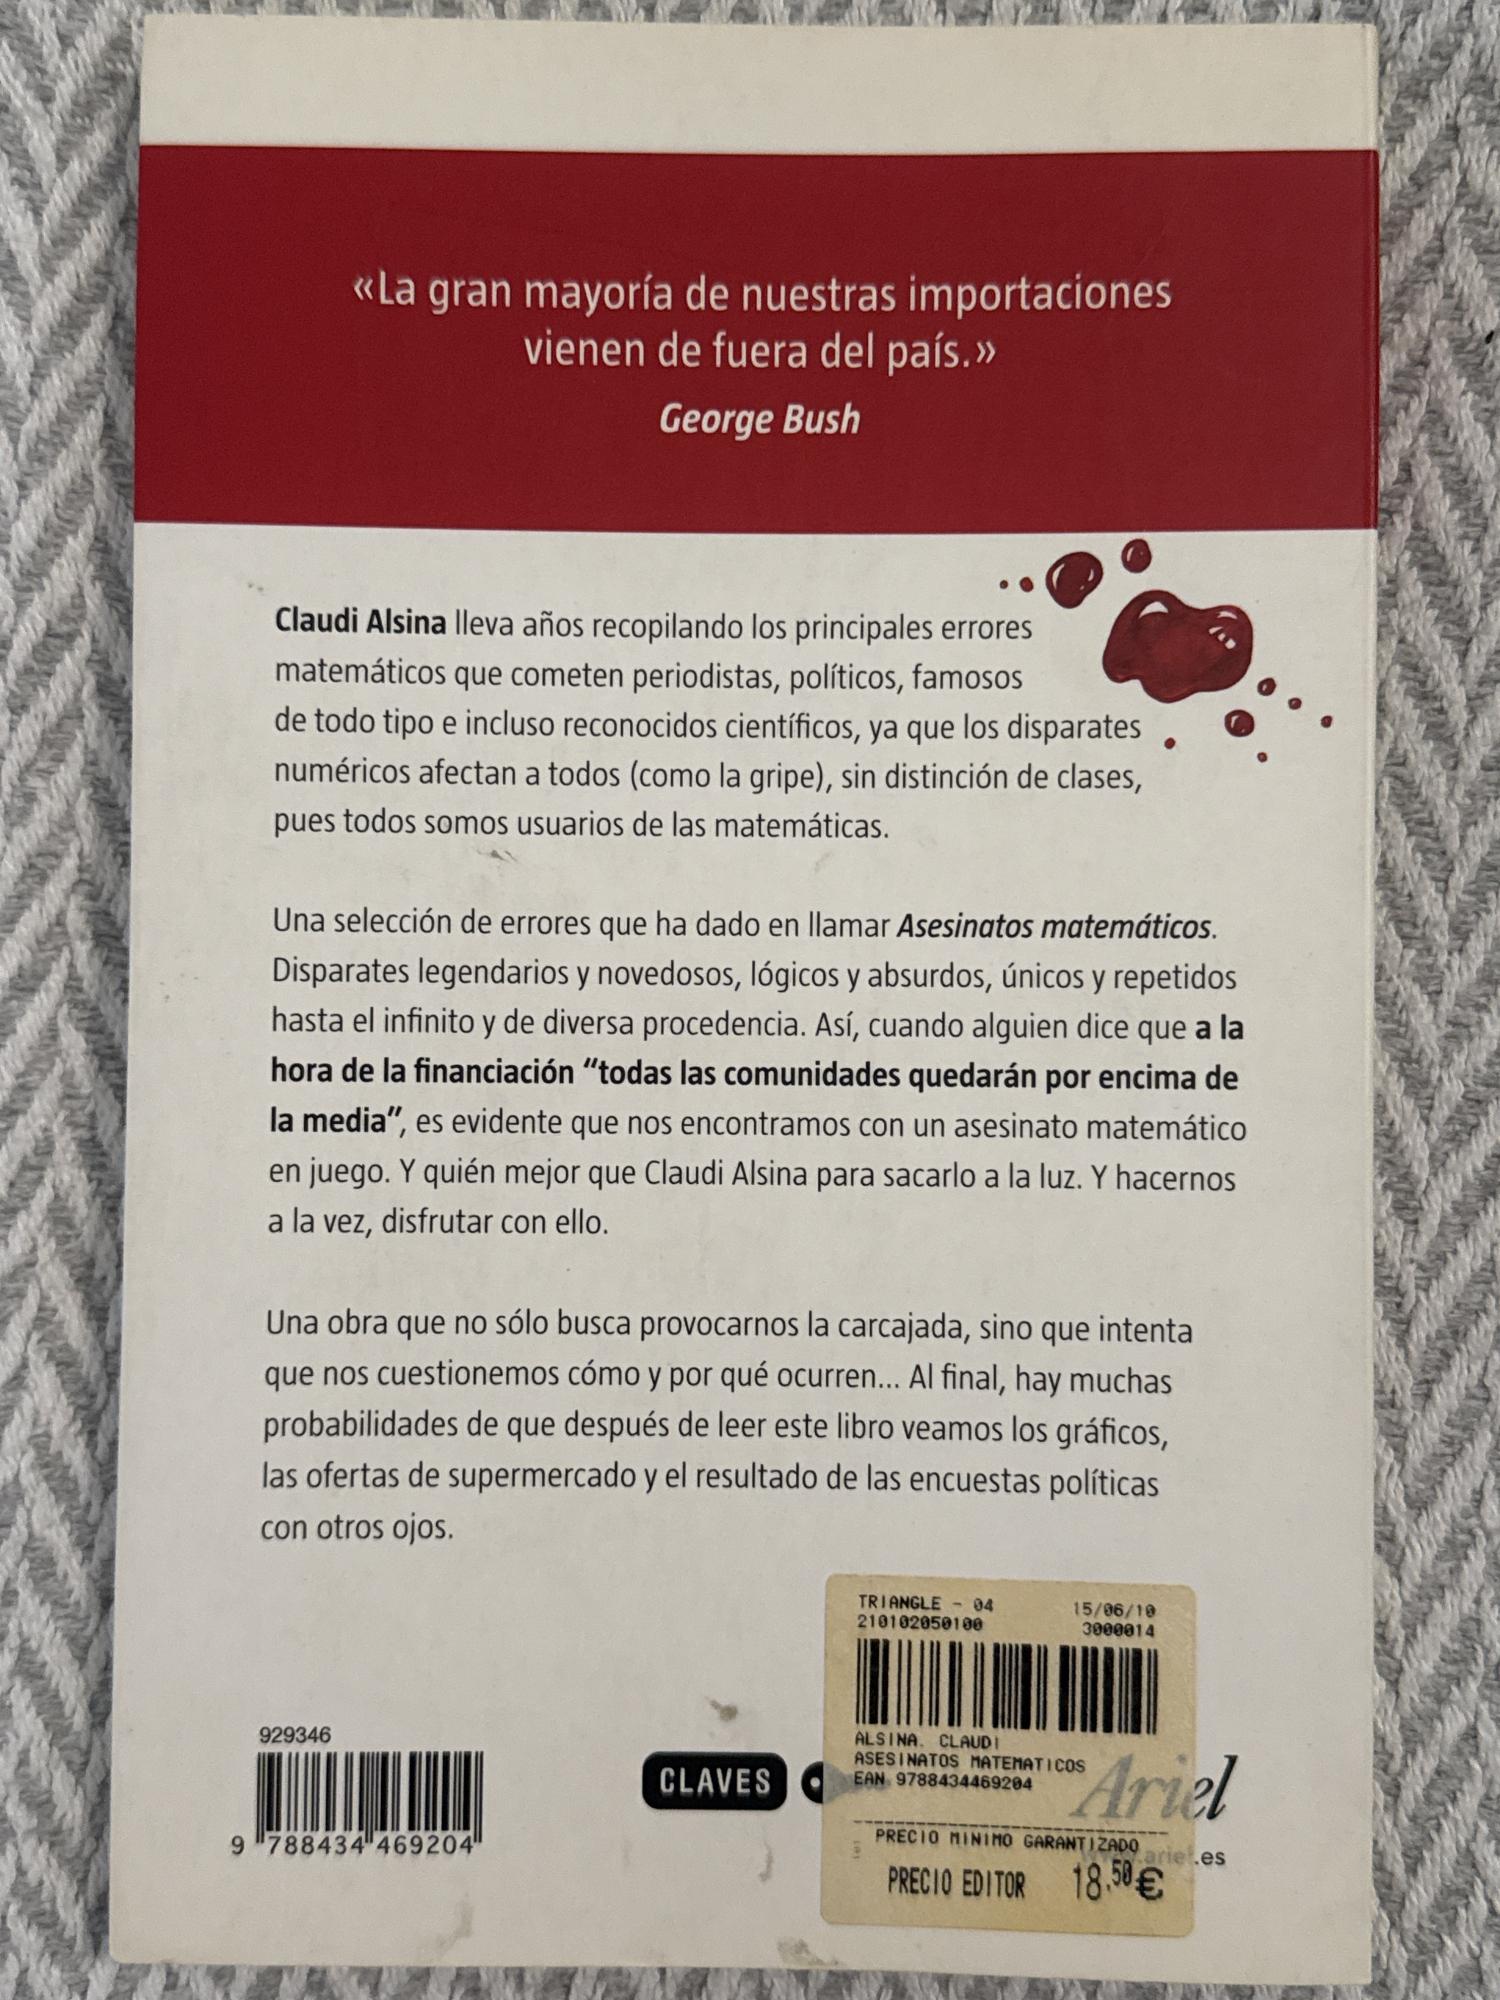 «La gran mayoría de nuestras importaciones
vienen de fuera del país.»
George Bush
Claudi Alsina lleva años recopilando los principales errores
matemáticos que cometen periodistas, políticos, famosos
de todo tipo e incluso reconocidos científicos, ya que los disparates
numéricos afectan a todos (como la gripe), sin distinción de clases,
pues todos somos usuarios de las matemáticas.
Una selección de errores que ha dado en llamar Asesinatos matemáticos.
Disparates legendarios y novedosos, lógicos y absurdos, únicos y repetidos
hasta el infinito y de diversa procedencia. Así, cuando alguien dice que a la
hora de la financiación “todas las comunidades quedarán por encima de
la media”, es evidente que nos encontramos con un asesinato matemático
en juego. Y quién mejor que Claudi Alsina para sacarlo a la luz. Y hacernos
a la vez, disfrutar con ello.
Una obra que no sólo busca provocarnos la carcajada, sino que intenta
que nos cuestionemos cómo y por qué ocurren... Al final, hay muchas
probabilidades de que después de leer este libro veamos los gráficos,
las ofertas de supermercado y el resultado de las encuestas políticas
con otros ojos.
929346
9 788434 469204
CLAVES
TRIANGLE - 04 15/06/10
210102050100 3000014
ALSINA. CLAUDI
ASESINATOS MATEMATICOS
EAN 9788434469204
PRECIO MINIMO GARANTIZADO
PRECIO EDITOR 18.50€
Ariel
www.ariel.es